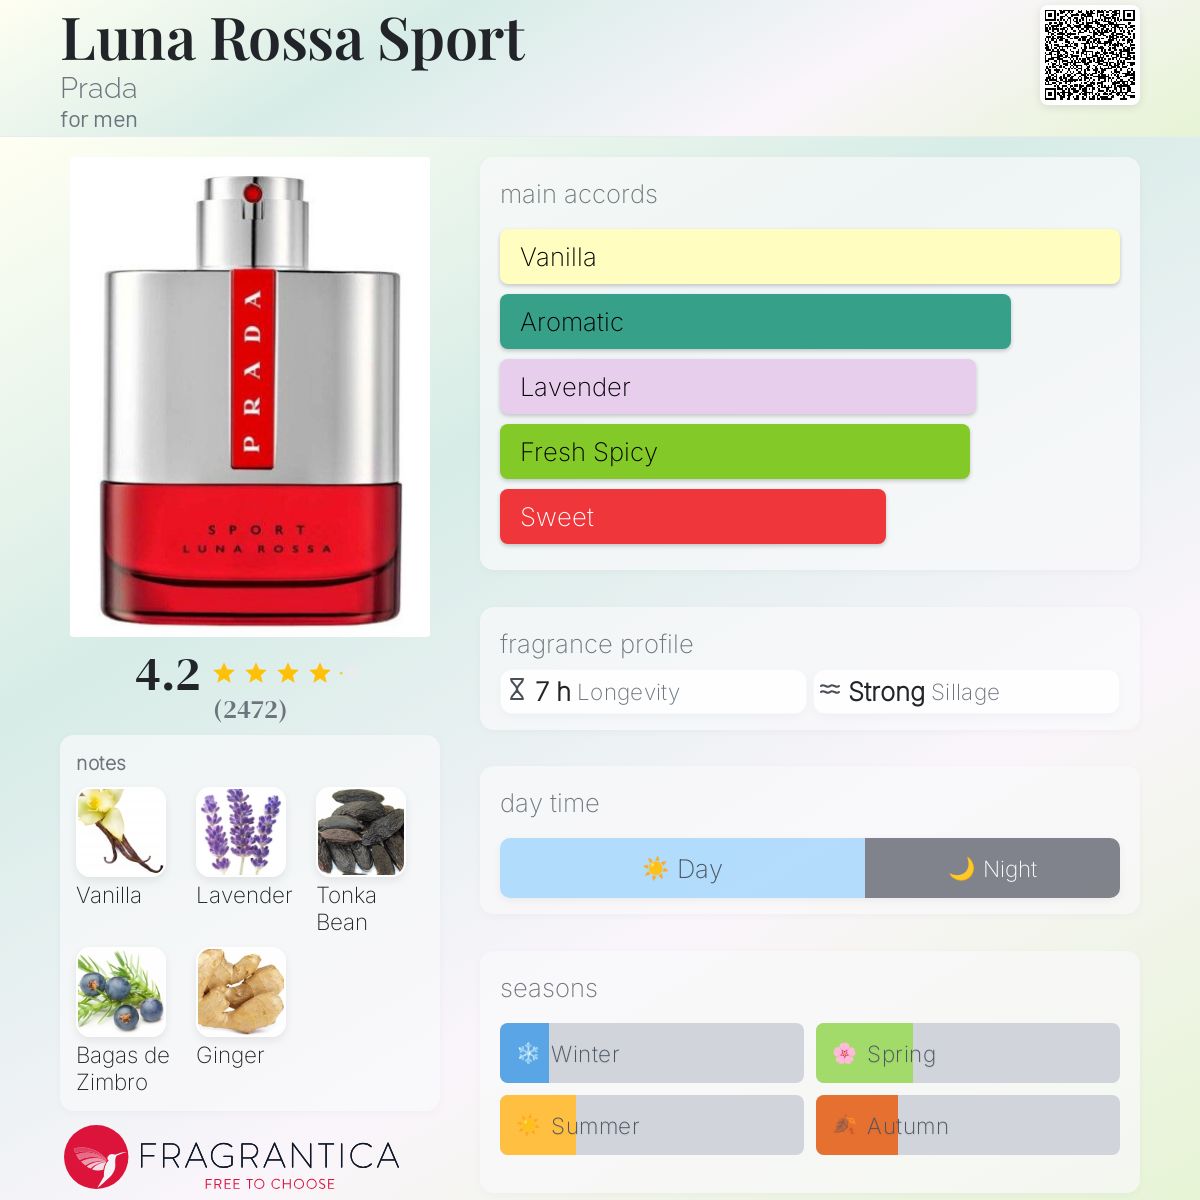 Luna Rossa Sport
Prada
for men
PRADA
SPORT
LUNA ROSSA
4.2
(2472)
notes
Vanilla
Lavender
Tonka
Bean
Bagas de
Zimbro
Ginger
FRAGRANTICA
FREE TO CHOOSE
main accords
Vanilla
Aromatic
Lavender
Fresh Spicy
Sweet
fragrance profile
7 h Longevity
Strong Sillage
day time
Day
Night
seasons
Winter
Spring
Summer
Autumn